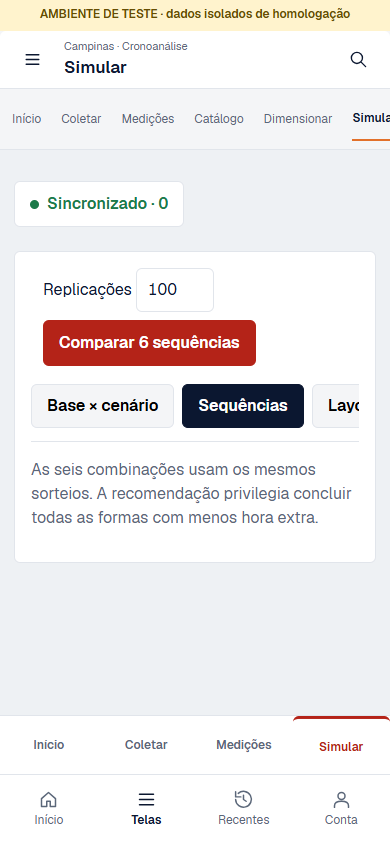 AMBIENTE DE TESTE · dados isolados de homologação
Campinas · Cronoanálise
Simular
Início Coletar Medições Catálogo Dimensionar Simula
Sincronizado · 0
Replicações 100
Comparar 6 sequências
Base × cenário Sequências Layo
As seis combinações usam os mesmos
sorteios. A recomendação privilegia concluir
todas as formas com menos hora extra.
Início Coletar Medições Simular
Início Telas Recentes Conta